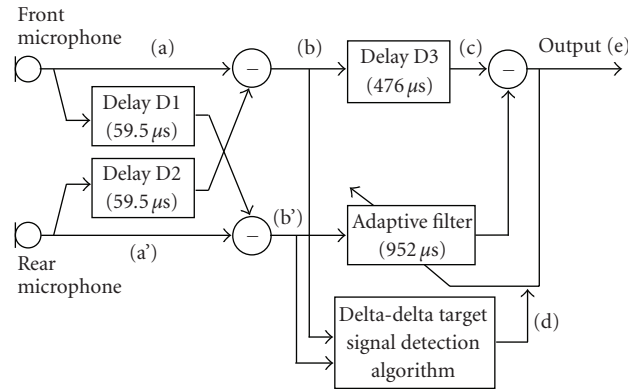 Front
microphone
(a)
(b)
Delay D3
(476 μs)
(c)
Output (e)
Delay D1
(59.5 μs)
Delay D2
(59.5 μs)
(a')
(b')
Rear
microphone
Adaptive filter
(952 μs)
Delta-delta target
signal detection
algorithm
(d)